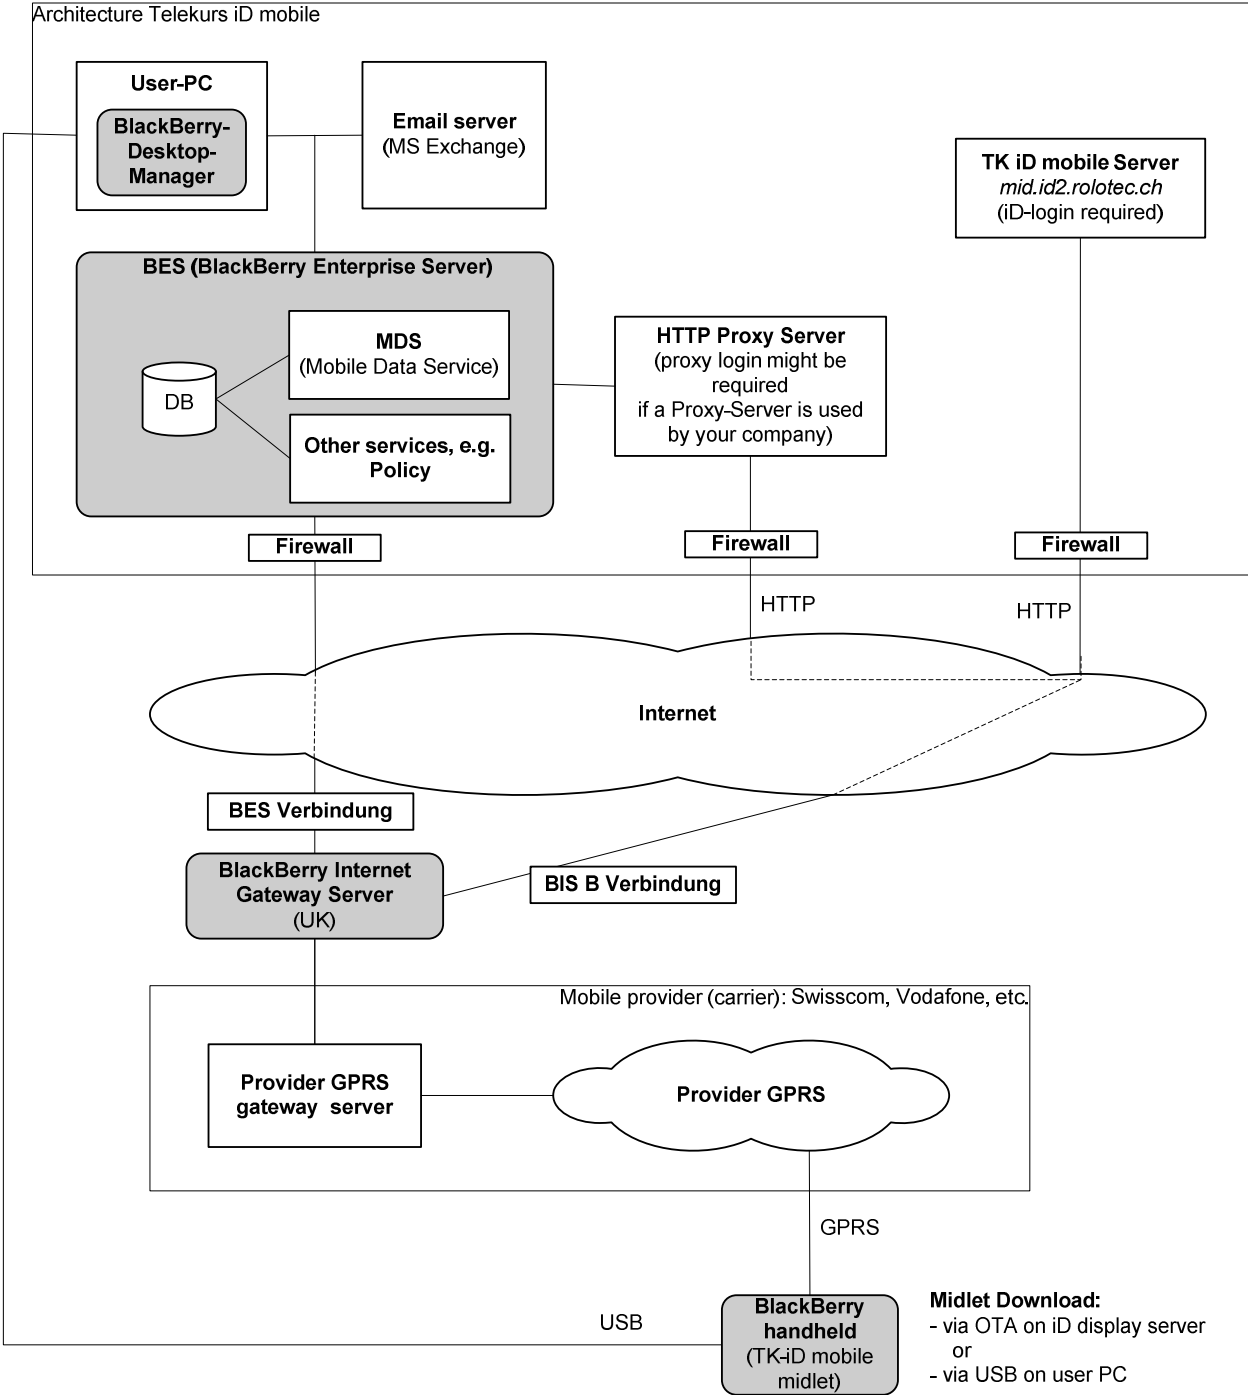 Architecture Telekurs iD mobile
User-PC
BlackBerry-
Desktop-
Manager
Email server
(MS Exchange)
TK iD mobile Server
mid.id2.rolotec.ch
(iD-login required)
BES (BlackBerry Enterprise Server)
MDS
(Mobile Data Service)
DB
Other services, e.g.
Policy
HTTP Proxy Server
(proxy login might be
required
if a Proxy-Server is used
by your company)
Firewall
Firewall
Firewall
HTTP
HTTP
Internet
BES Verbindung
BlackBerry Internet
Gateway Server
(UK)
BIS B Verbindung
Mobile provider (carrier): Swisscom, Vodafone, etc.
Provider GPRS
gateway server
Provider GPRS
GPRS
USB
BlackBerry
handheld
(TK-iD mobile
midlet)
Midlet Download:
- via OTA on iD display server
or
- via USB on user PC